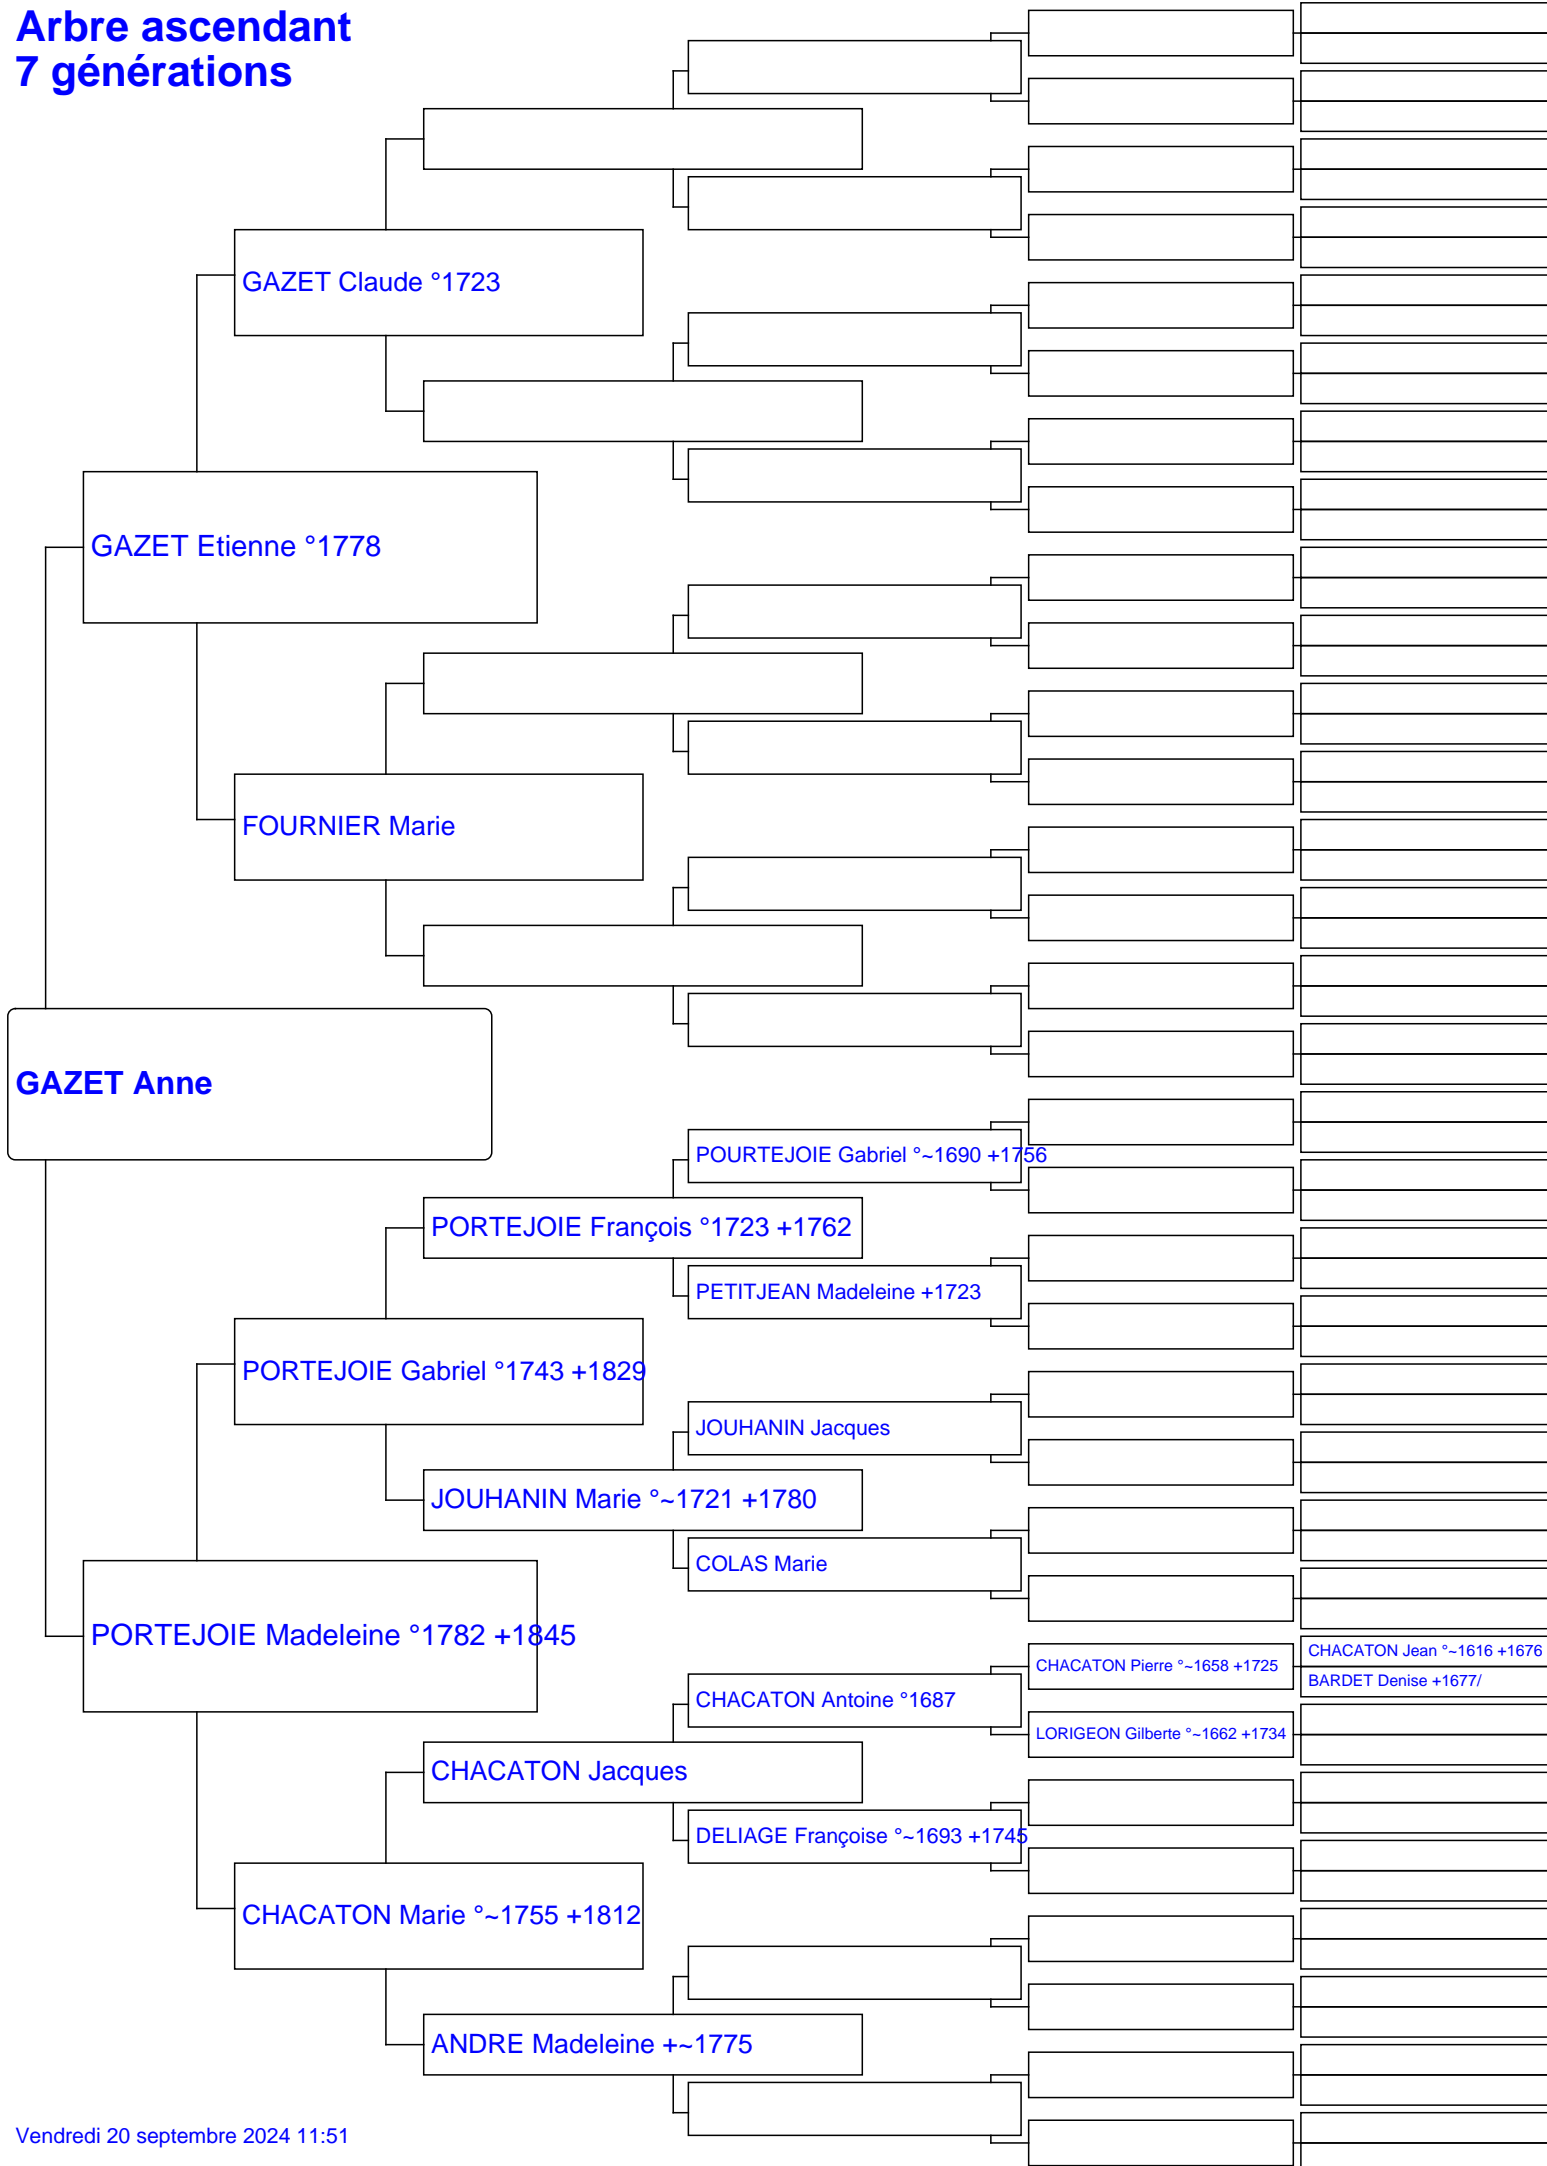 Arbre ascendant
7 générations
GAZET Claude °1723
GAZET Etienne °1778
FOURNIER Marie
GAZET Anne
POURTEJOIE Gabriel °~1690 +1756
PORTEJOIE François °1723 +1762
PETITJEAN Madeleine +1723
PORTEJOIE Gabriel °1743 +1829
JOUHANIN Jacques
JOUHANIN Marie °~1721 +1780
COLAS Marie
PORTEJOIE Madeleine °1782 +1845
CHACATON Jean °~1616 +1676
CHACATON Pierre °~1658 +1725
BARDET Denise +1677/
CHACATON Antoine °1687
LORIGEON Gilberte °~1662 +1734
CHACATON Jacques
DELIAGE Françoise °~1693 +1745
CHACATON Marie °~1755 +1812
ANDRE Madeleine +~1775
Vendredi 20 septembre 2024 11:51